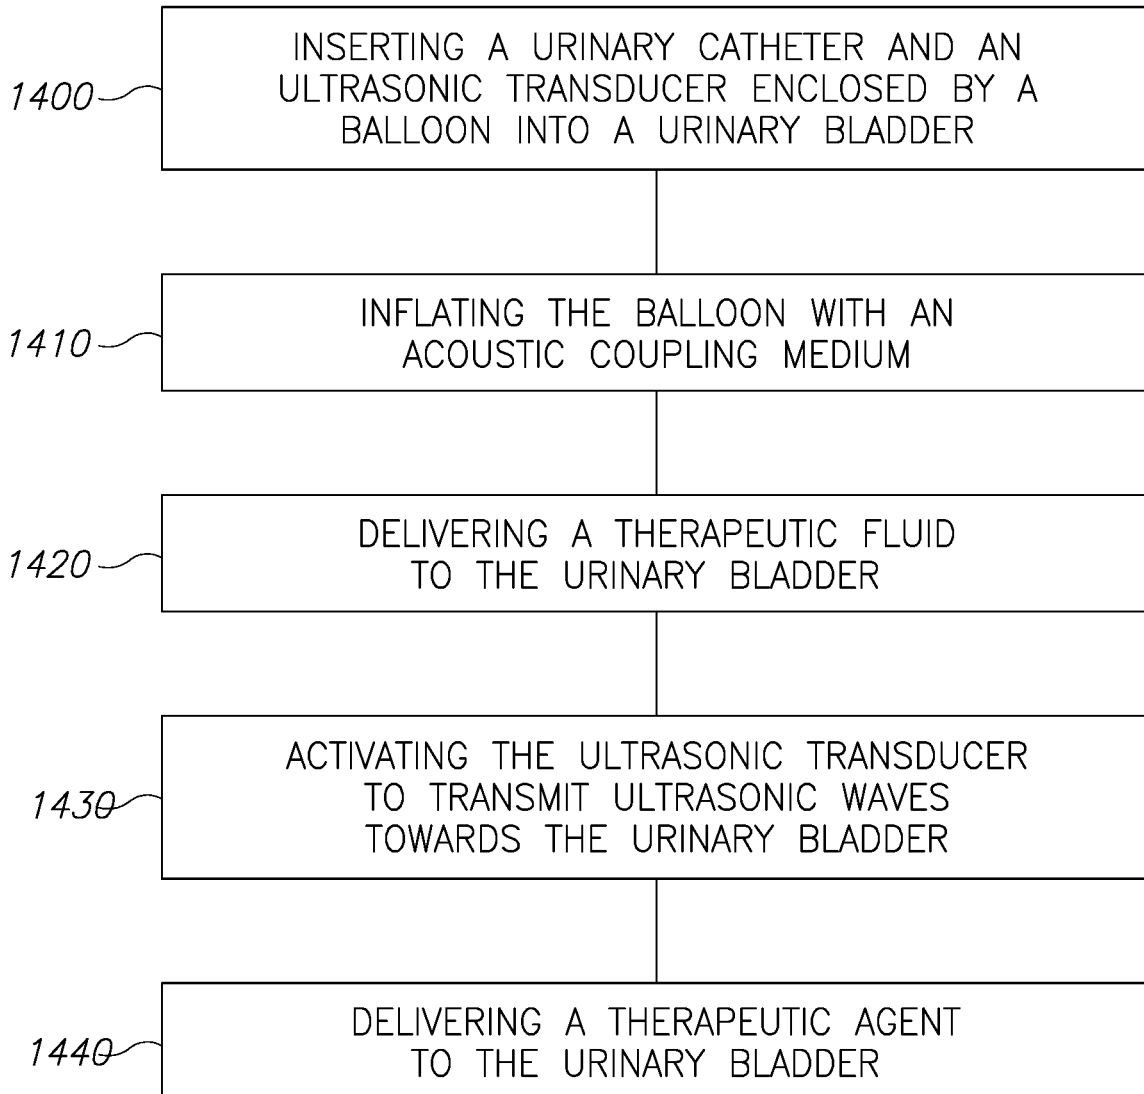 1400
INSERTING A URINARY CATHETER AND AN
ULTRASONIC TRANSDUCER ENCLOSED BY A
BALLOON INTO A URINARY BLADDER
1410
INFLATING THE BALLOON WITH AN
ACOUSTIC COUPLING MEDIUM
1420
DELIVERING A THERAPEUTIC FLUID
TO THE URINARY BLADDER
1430
ACTIVATING THE ULTRASONIC TRANSDUCER
TO TRANSMIT ULTRASONIC WAVES
TOWARDS THE URINARY BLADDER
1440
DELIVERING A THERAPEUTIC AGENT
TO THE URINARY BLADDER